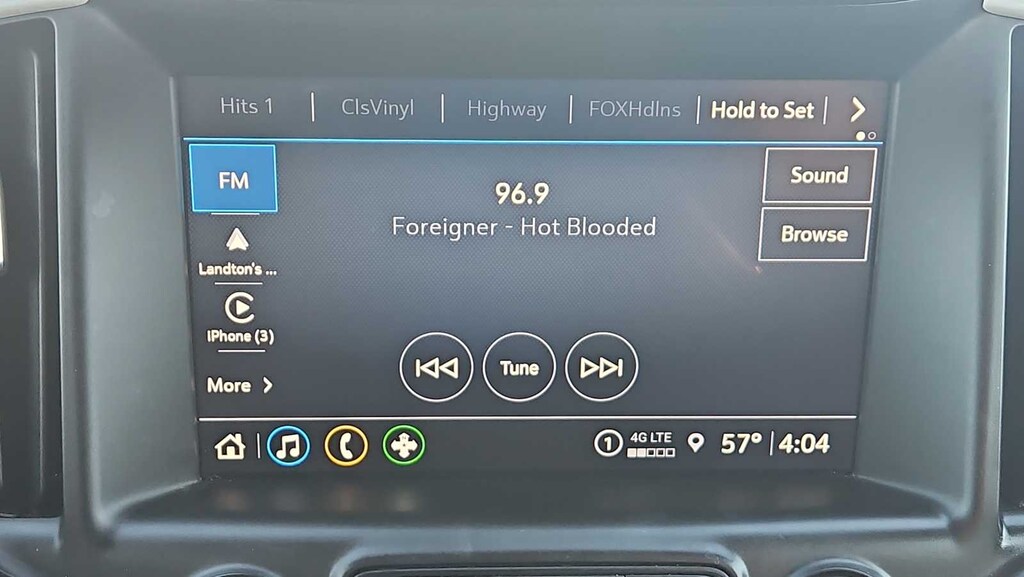 Hits 1 | ClsVinyl | Highway | FOXHdlns | Hold to Set |
FM
Sound
96.9
Foreigner - Hot Blooded
Browse
Landton's ...
iPhone (3)
Tune
More
1 4G LTE 57° | 4:04